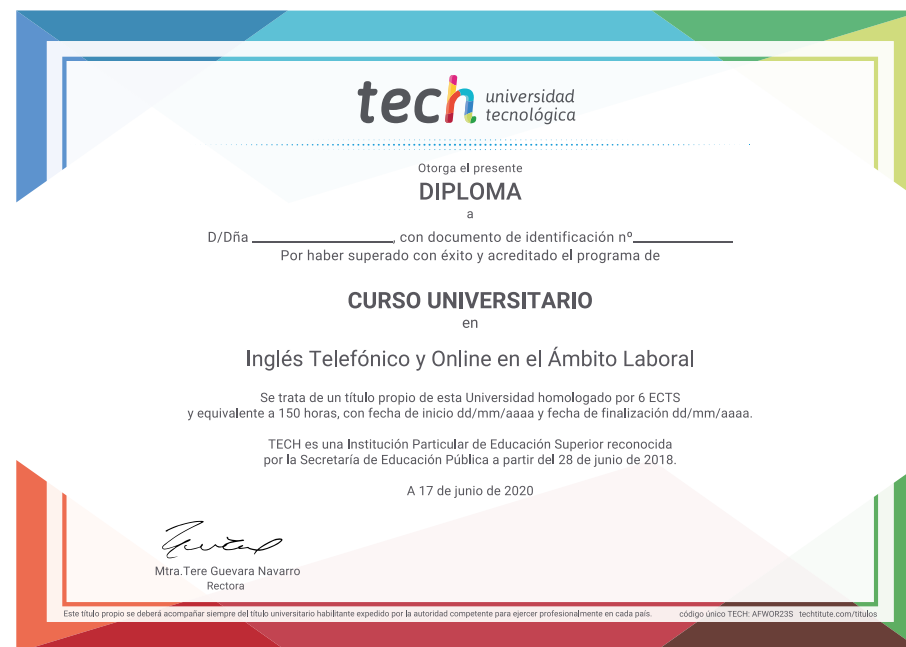 tech universidad
tecnológica
Otorga el presente
DIPLOMA
a
D/Dña ____________________, con documento de identificación nº______________
Por haber superado con éxito y acreditado el programa de
CURSO UNIVERSITARIO
en
Inglés Telefónico y Online en el Ámbito Laboral
Se trata de un título propio de esta Universidad homologado por 6 ECTS
y equivalente a 150 horas, con fecha de inicio dd/mm/aaaa y fecha de finalización dd/mm/aaaa.
TECH es una Institución Particular de Educación Superior reconocida
por la Secretaría de Educación Pública a partir del 28 de junio de 2018.
A 17 de junio de 2020
Mtra.Tere Guevara Navarro
Rectora
Este título propio se deberá acompañar siempre del título universitario habilitante expedido por la autoridad competente para ejercer profesionalmente en cada país. código único TECH: AFWOR23S techtitute.com/titulos